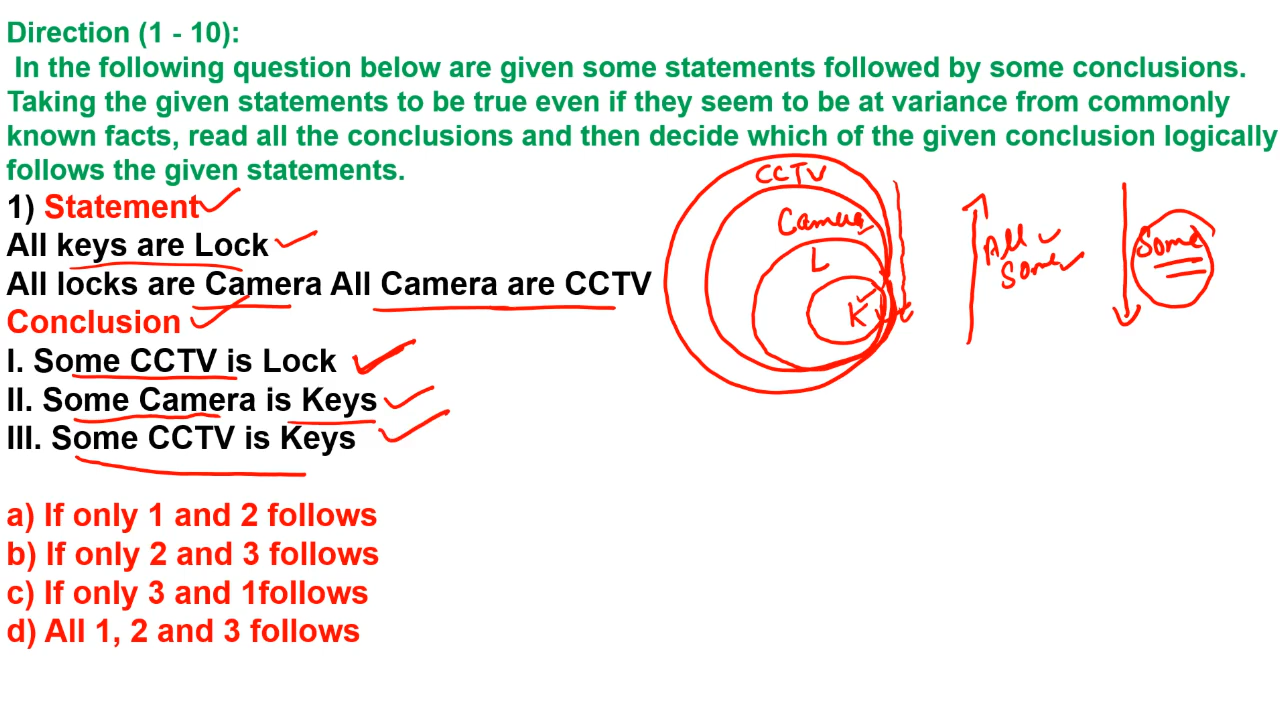 Direction (1 - 10):
In the following question below are given some statements followed by some conclusions.
Taking the given statements to be true even if they seem to be at variance from commonly
known facts, read all the conclusions and then decide which of the given conclusion logically
follows the given statements.
1) Statement
All keys are Lock
All locks are Camera All Camera are CCTV
Conclusion
I. Some CCTV is Lock
II. Some Camera is Keys
III. Some CCTV is Keys
a) If only 1 and 2 follows
b) If only 2 and 3 follows
c) If only 3 and 1follows
d) All 1, 2 and 3 follows
CCTV
Camera
L
K
All
Some
Some